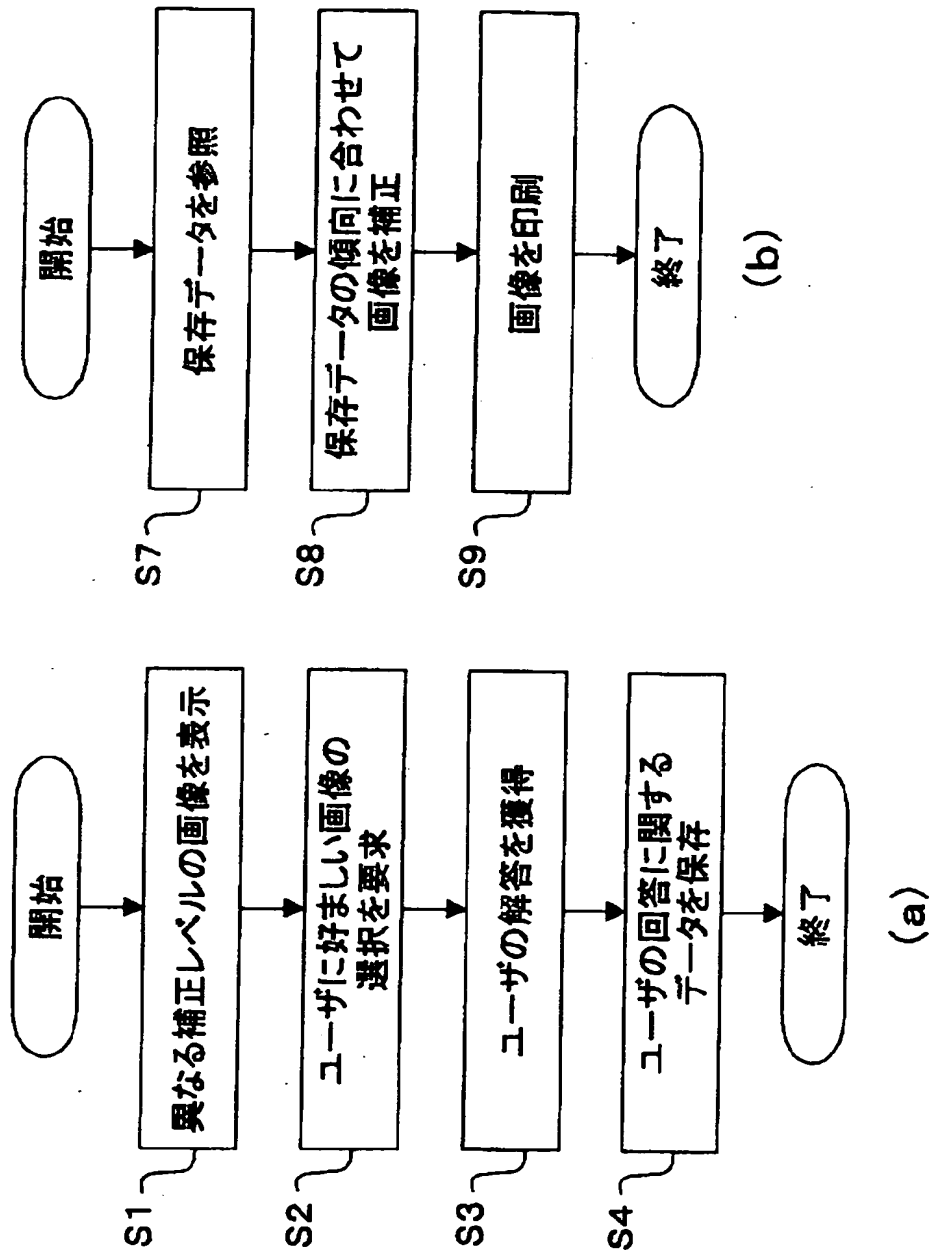 開始
S1
異なる補正レベルの画像を表示
S2
ユーザに好ましい画像の
選択を要求
S3
ユーザの解答を獲得
S4
ユーザの回答に関する
データを保存
終了
(a)
開始
S7
保存データを参照
S8
保存データの傾向に合わせて
画像を補正
S9
画像を印刷
終了
(b)